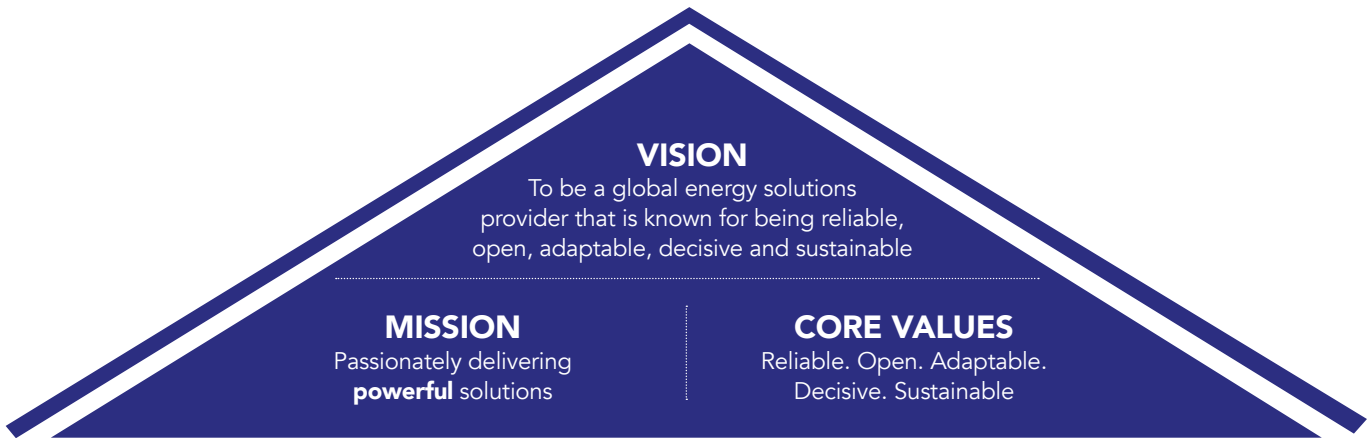 VISION
To be a global energy solutions
provider that is known for being reliable,
open, adaptable, decisive and sustainable
MISSION
Passionately delivering
powerful solutions
CORE VALUES
Reliable. Open. Adaptable.
Decisive. Sustainable